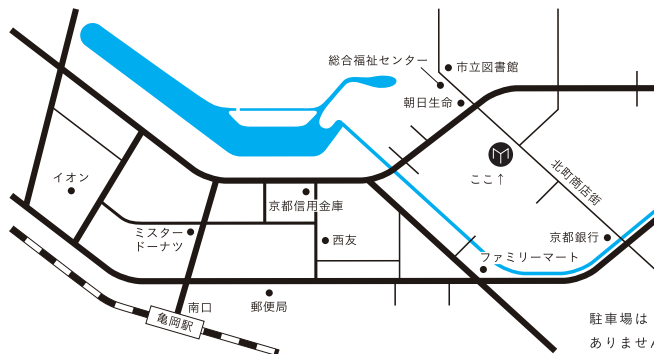 総合福祉センター
市立図書館
朝日生命
イオン
ここ↑
北町商店街
京都信用金庫
ミスター
ドーナツ
西友
京都銀行
ファミリーマート
南口
郵便局
亀岡駅
駐車場は
ありません